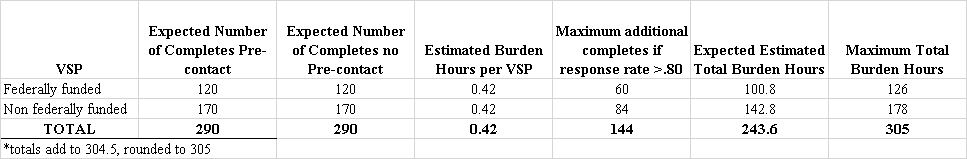 VSP Expected Number of Completes Pre-contact Expected Number of Completes no Pre-contact Estimated Burden Hours per VSP Maximum additional completes if response rate >.80 Expected Estimated Total Burden Hours Maximum Total Burden Hours
Federally funded 120 120 0.42 60 100.8 126
Non federally funded 170 170 0.42 84 142.8 178
TOTAL 290 290 0.42 144 243.6 305
*totals add to 304.5, rounded to 305